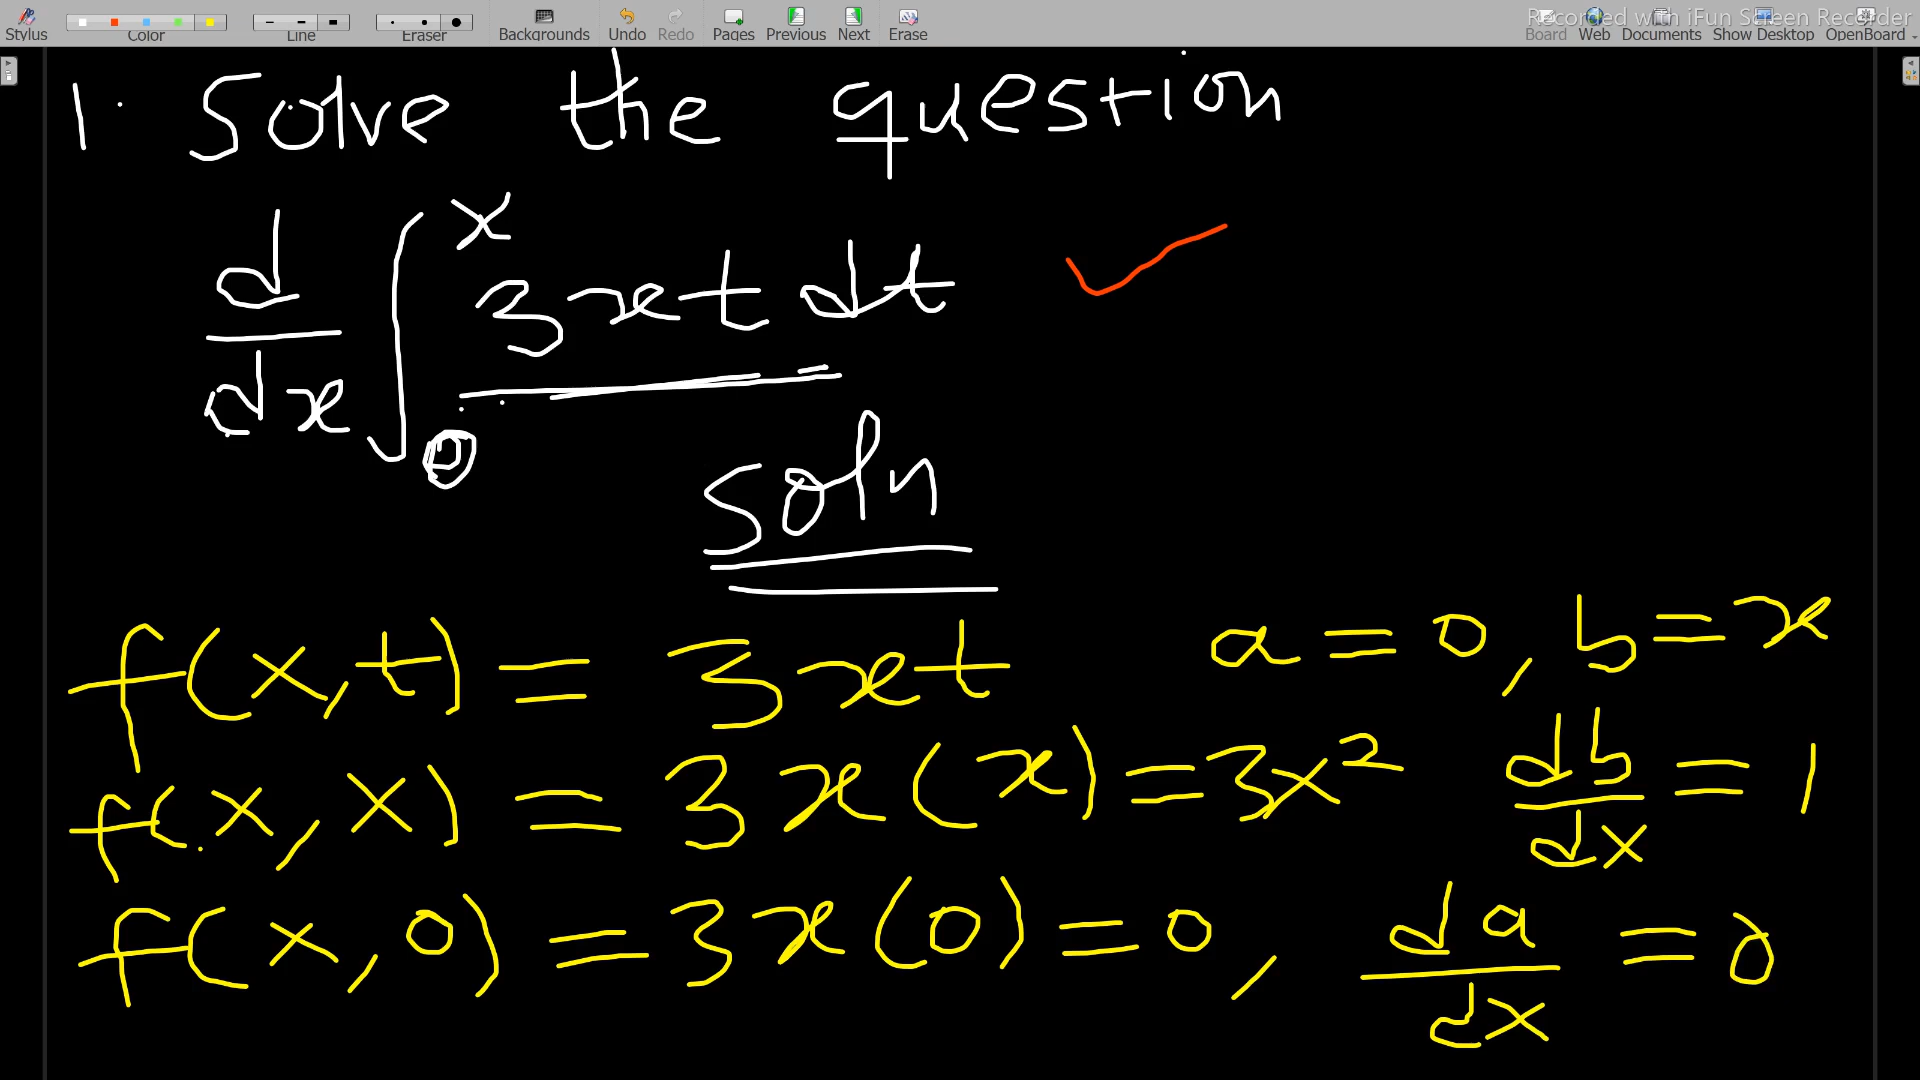 Recorded with iFun Screen Recorder
Stylus Color Line Eraser Backgrounds Undo Redo Pages Previous Next Erase Board Web Documents Show Desktop OpenBoard
1. Solve the question
d/dx ∫₀ˣ 3xt dt ✓
Soln
f(x,t) = 3xt a = 0, b = x
f(x,x) = 3x(x) = 3x² db/dx = 1
f(x,0) = 3x(0) = 0, da/dx = 0